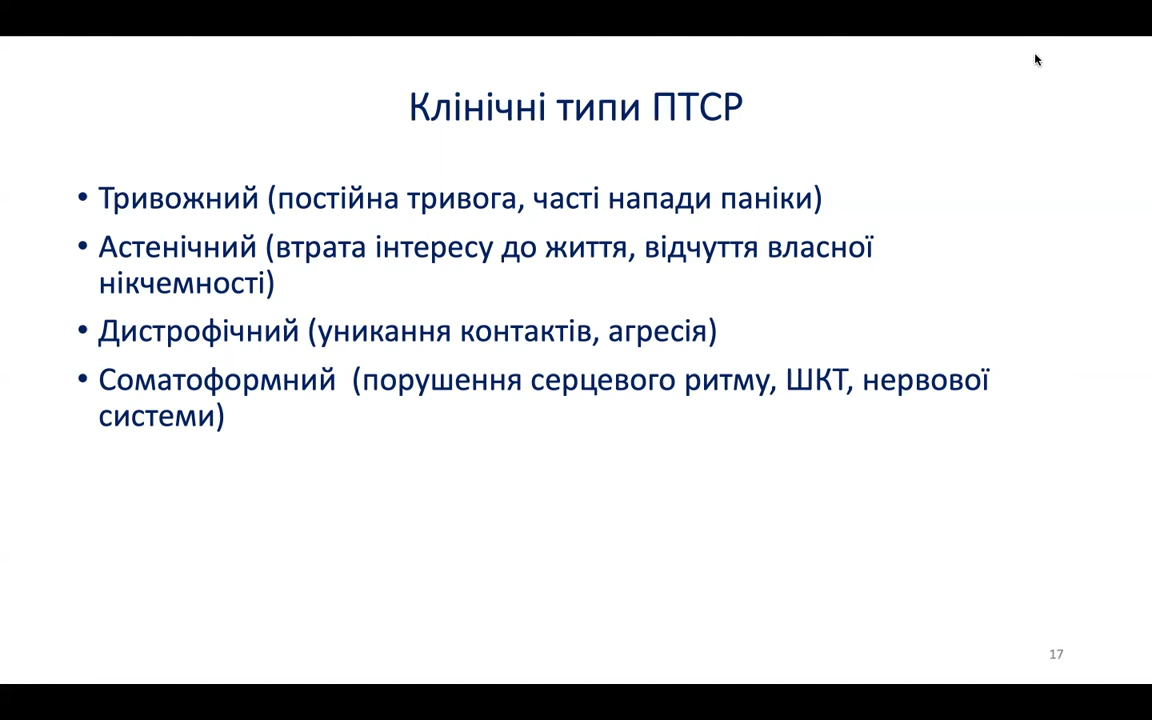 Клінічні типи ПТСР
• Тривожний (постійна тривога, часті напади паніки)
• Астенічний (втрата інтересу до життя, відчуття власної
нікчемності)
• Дистрофічний (уникання контактів, агресія)
• Соматоформний (порушення серцевого ритму, ШКТ, нервової
системи)
17